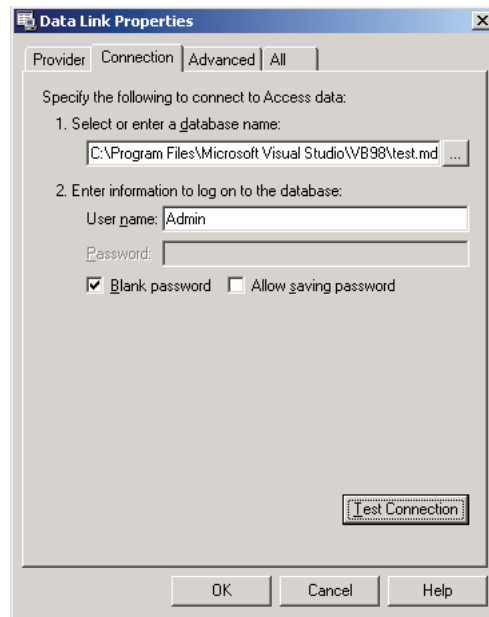 Data Link Properties
Provider Connection Advanced All
Specify the following to connect to Access data:
1. Select or enter a database name:
C:\Program Files\Microsoft Visual Studio\VB98\test.md ...
2. Enter information to log on to the database:
User name: Admin
Password:
Blank password Allow saving password
Test Connection
OK Cancel Help